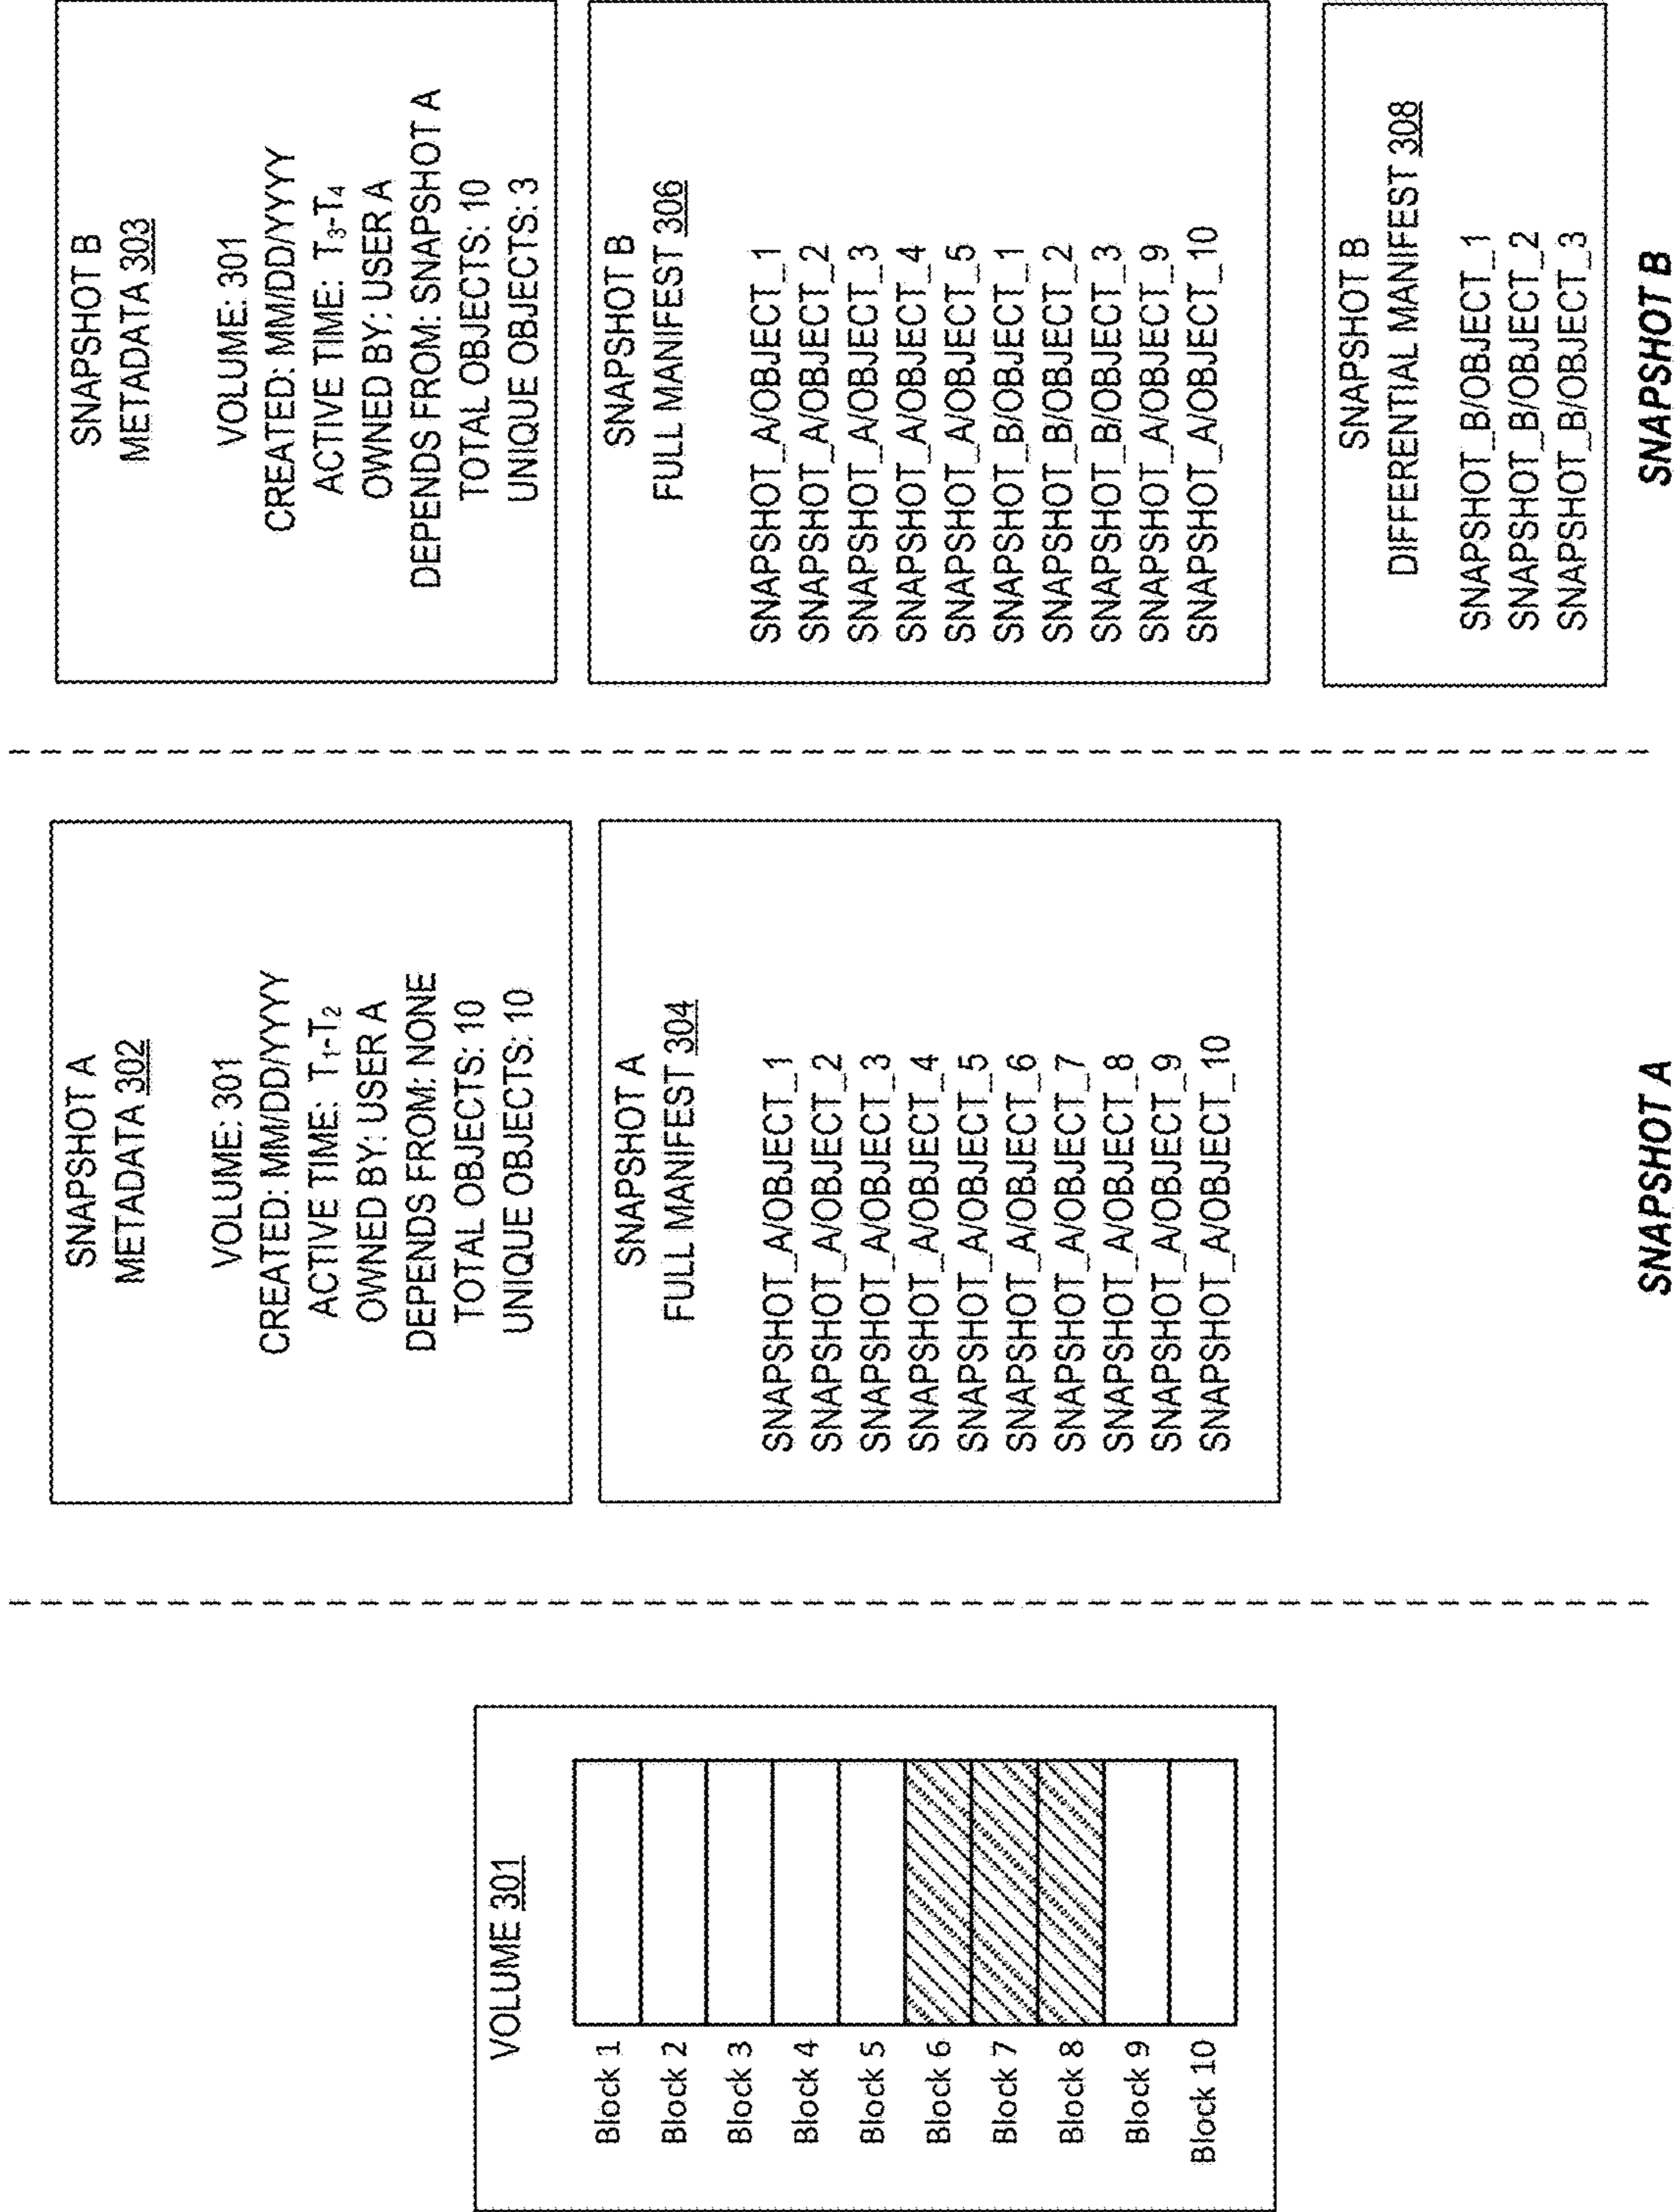 VOLUME 301
Block 1
Block 2
Block 3
Block 4
Block 5
Block 6
Block 7
Block 8
Block 9
Block 10
SNAPSHOT A
METADATA 302
VOLUME: 301
CREATED: MM/DD/YYYY
ACTIVE TIME: T₁-T₂
OWNED BY: USER A
DEPENDS FROM: NONE
TOTAL OBJECTS: 10
UNIQUE OBJECTS: 10
SNAPSHOT A
FULL MANIFEST 304
SNAPSHOT_A/OBJECT_1
SNAPSHOT_A/OBJECT_2
SNAPSHOT_A/OBJECT_3
SNAPSHOT_A/OBJECT_4
SNAPSHOT_A/OBJECT_5
SNAPSHOT_A/OBJECT_6
SNAPSHOT_A/OBJECT_7
SNAPSHOT_A/OBJECT_8
SNAPSHOT_A/OBJECT_9
SNAPSHOT_A/OBJECT_10
SNAPSHOT A
SNAPSHOT B
METADATA 303
VOLUME: 301
CREATED: MM/DD/YYYY
ACTIVE TIME: T₃-T₄
OWNED BY: USER A
DEPENDS FROM: SNAPSHOT A
TOTAL OBJECTS: 10
UNIQUE OBJECTS: 3
SNAPSHOT B
FULL MANIFEST 306
SNAPSHOT_A/OBJECT_1
SNAPSHOT_A/OBJECT_2
SNAPSHOT_A/OBJECT_3
SNAPSHOT_A/OBJECT_4
SNAPSHOT_A/OBJECT_5
SNAPSHOT_B/OBJECT_1
SNAPSHOT_B/OBJECT_2
SNAPSHOT_B/OBJECT_3
SNAPSHOT_A/OBJECT_9
SNAPSHOT_A/OBJECT_10
SNAPSHOT B
DIFFERENTIAL MANIFEST 308
SNAPSHOT_B/OBJECT_1
SNAPSHOT_B/OBJECT_2
SNAPSHOT_B/OBJECT_3
SNAPSHOT B